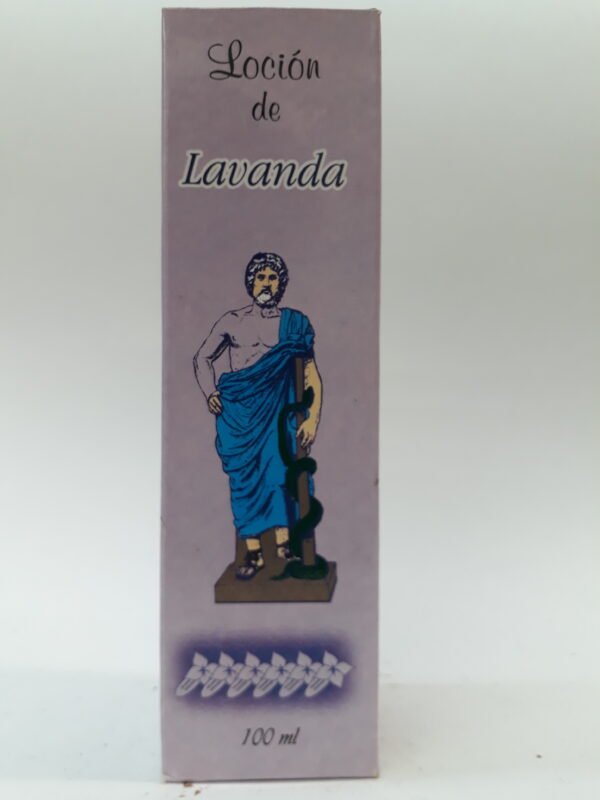 Loción
de
Lavanda
100 ml